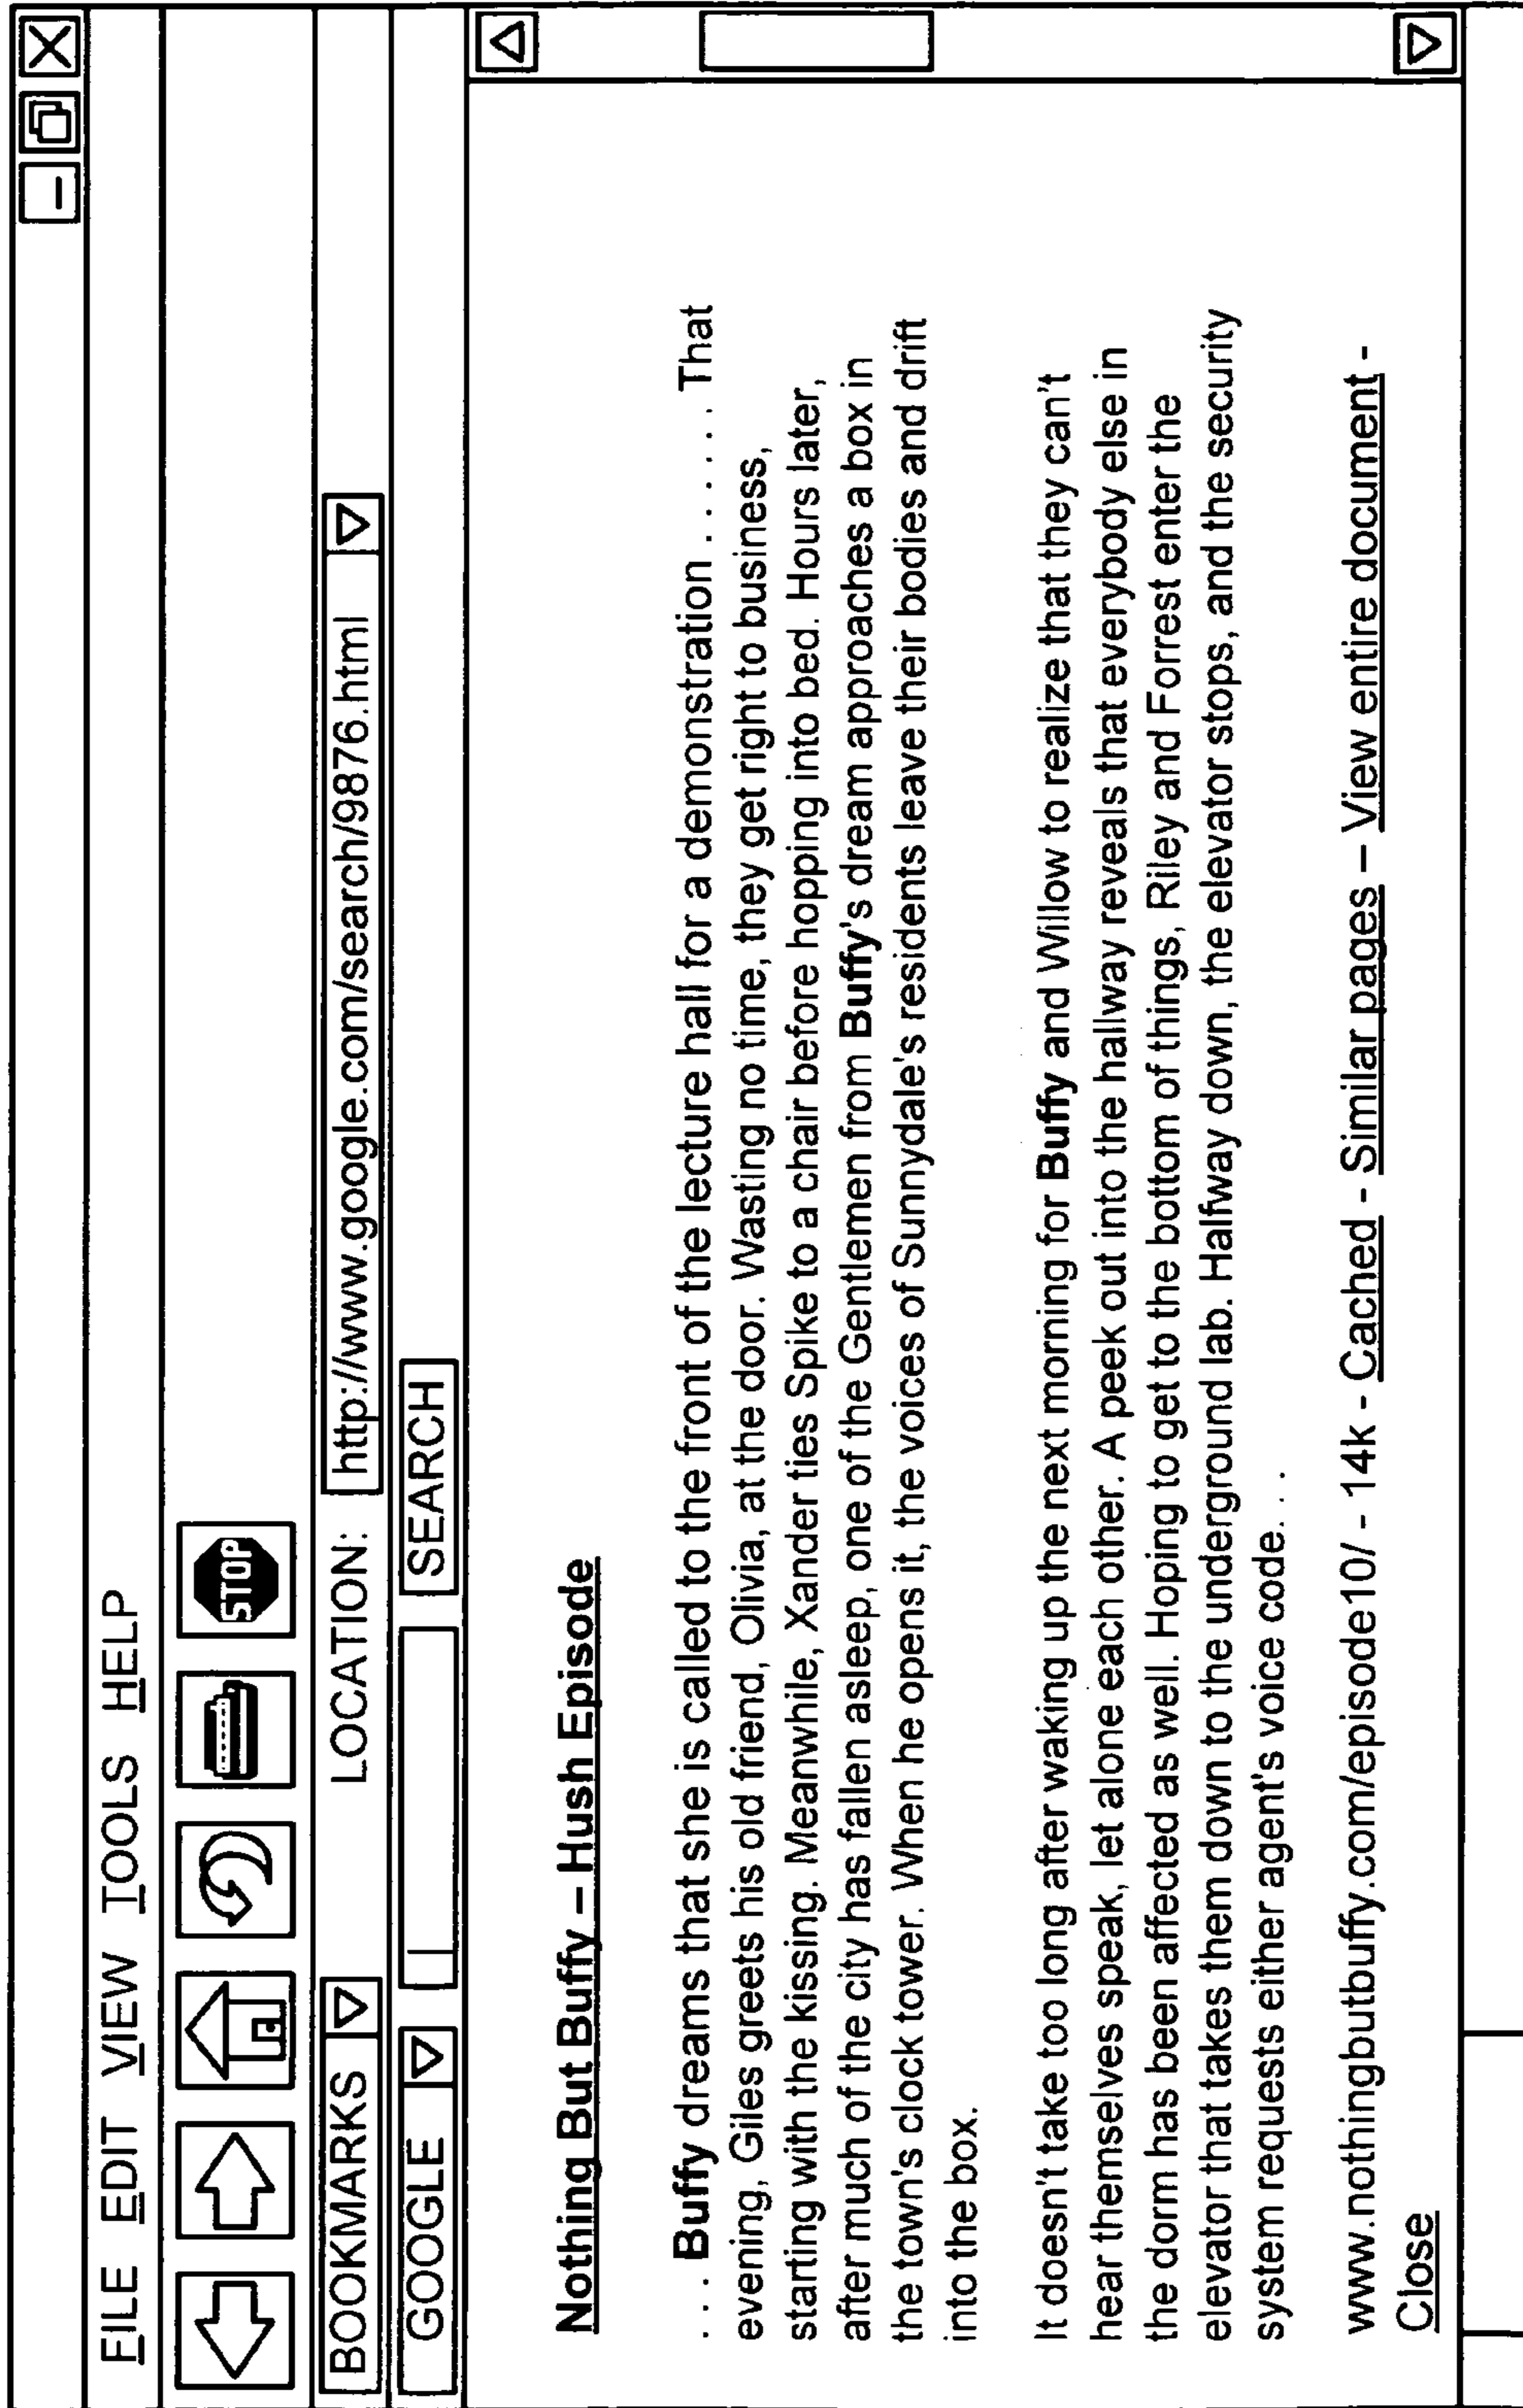 FILE EDIT VIEW TOOLS HELP
STOP
BOOKMARKS LOCATION: http://www.google.com/search/9876.html
GOOGLE SEARCH
Nothing But Buffy – Hush Episode
. . . Buffy dreams that she is called to the front of the lecture hall for a demonstration . . . . . . That
evening, Giles greets his old friend, Olivia, at the door. Wasting no time, they get right to business,
starting with the kissing. Meanwhile, Xander ties Spike to a chair before hopping into bed. Hours later,
after much of the city has fallen asleep, one of the Gentlemen from Buffy's dream approaches a box in
the town's clock tower. When he opens it, the voices of Sunnydale's residents leave their bodies and drift
into the box.
It doesn't take too long after waking up the next morning for Buffy and Willow to realize that they can't
hear themselves speak, let alone each other. A peek out into the hallway reveals that everybody else in
the dorm has been affected as well. Hoping to get to the bottom of things, Riley and Forrest enter the
elevator that takes them down to the underground lab. Halfway down, the elevator stops, and the security
system requests either agent's voice code. . .
www.nothingbutbuffy.com/episode10/ - 14k - Cached - Similar pages – View entire document -
Close